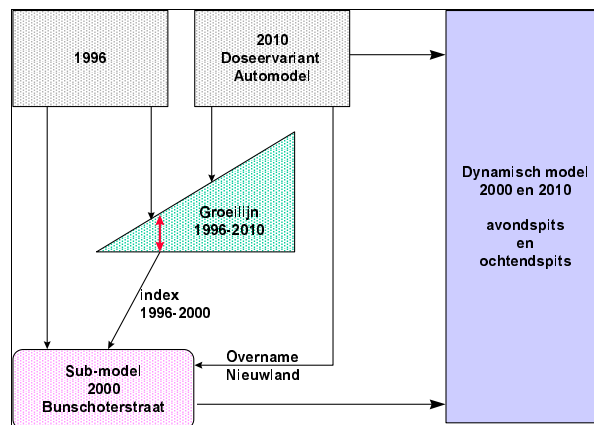 1996
2010
Doseervariant
Automodel
Dynamisch model
2000 en 2010
avondspits
en
ochtendspits
Groeilijn
1996-2010
index
1996-2000
Overname
Nieuwland
Sub-model
2000
Bunschoterstraat